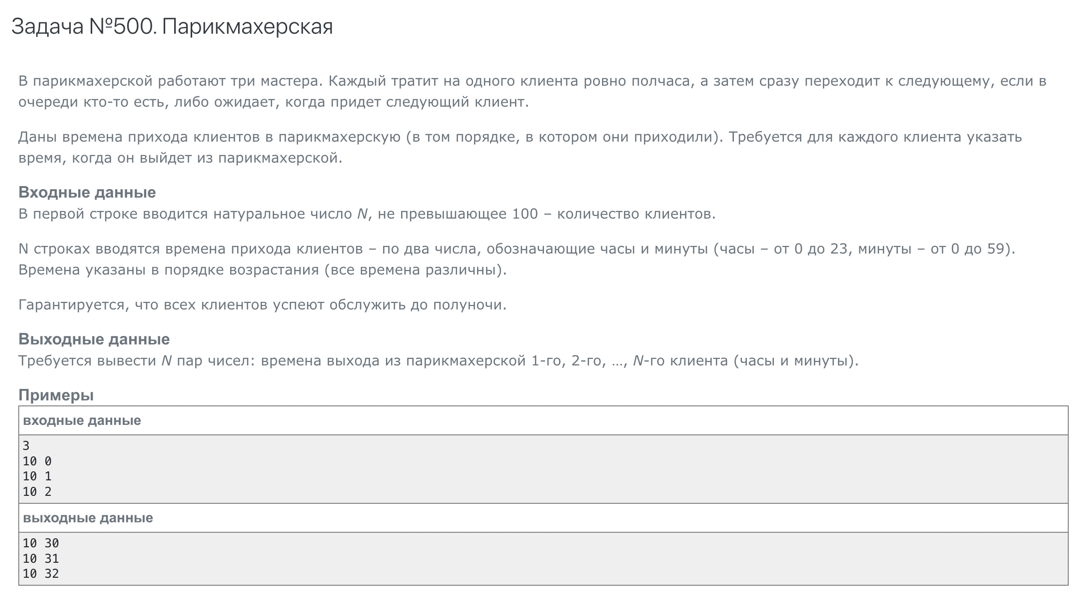 Задача №500. Парикмахерская
В парикмахерской работают три мастера. Каждый тратит на одного клиента ровно полчаса, а затем сразу переходит к следующему, если в
очереди кто-то есть, либо ожидает, когда придет следующий клиент.
Даны времена прихода клиентов в парикмахерскую (в том порядке, в котором они приходили). Требуется для каждого клиента указать
время, когда он выйдет из парикмахерской.
Входные данные
В первой строке вводится натуральное число N, не превышающее 100 – количество клиентов.
N строках вводятся времена прихода клиентов – по два числа, обозначающие часы и минуты (часы – от 0 до 23, минуты – от 0 до 59).
Времена указаны в порядке возрастания (все времена различны).
Гарантируется, что всех клиентов успеют обслужить до полуночи.
Выходные данные
Требуется вывести N пар чисел: времена выхода из парикмахерской 1-го, 2-го, …, N-го клиента (часы и минуты).
Примеры
входные данные
3
10 0
10 1
10 2
выходные данные
10 30
10 31
10 32